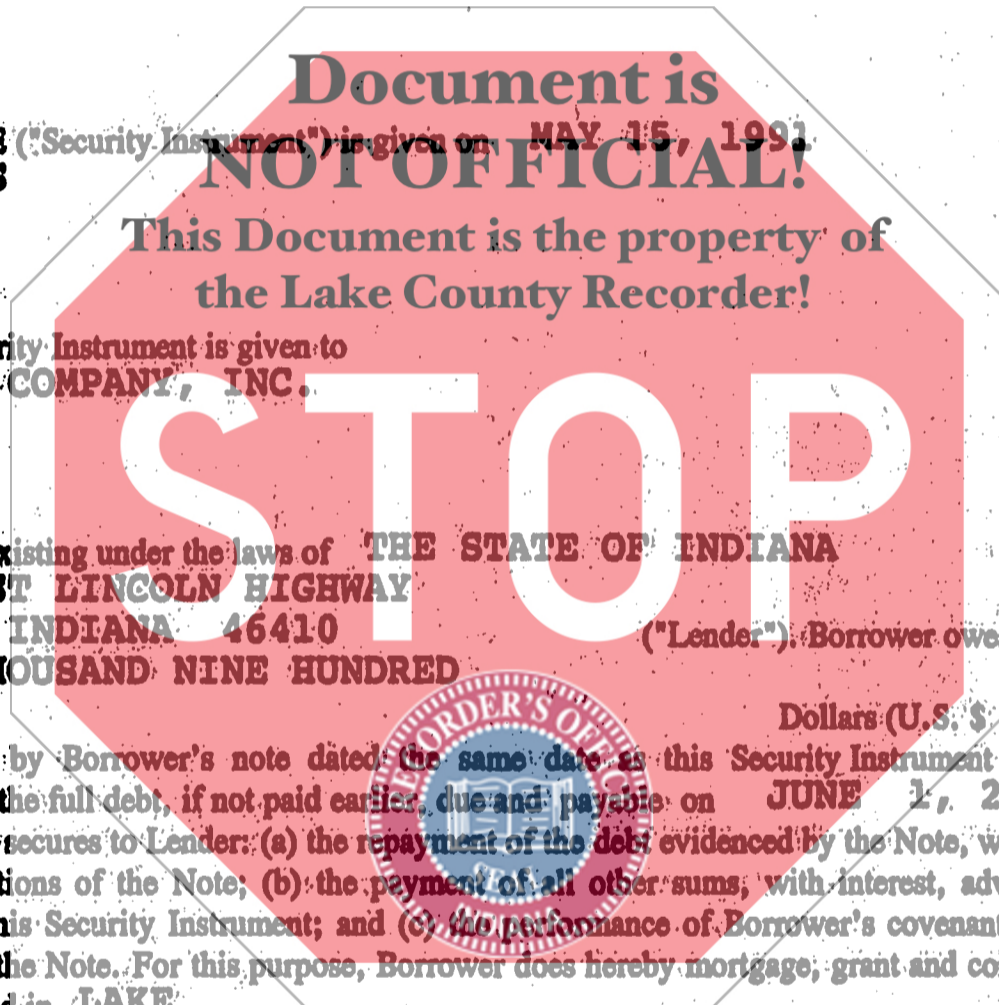 Document is
("Security Instrument") is given on MAY 15, 1991
NOT OFFICIAL!
This Document is the property of
the Lake County Recorder!
Instrument is given to
COMPANY, INC.
STOP
under the laws of THE STATE OF INDIANA
LINCOLN HIGHWAY
INDIANA 46410
("Lender"). Borrower
NINE HUNDRED
Dollars (U.S. $
RECORDER'S OFFICE
by Borrower's note dated the same date as this Security Instrument
the full debt, if not paid earlier, due and payable on JUNE 1, 2
secures to Lender: (a) the repayment of the debt evidenced by the Note, w
tions of the Note; (b) the payment of all other sums, with interest, adv
SEAL
is Security Instrument; and (c) the performance of Borrower's covenant
the Note. For this purpose, Borrower does hereby mortgage, grant and co
in LAKE